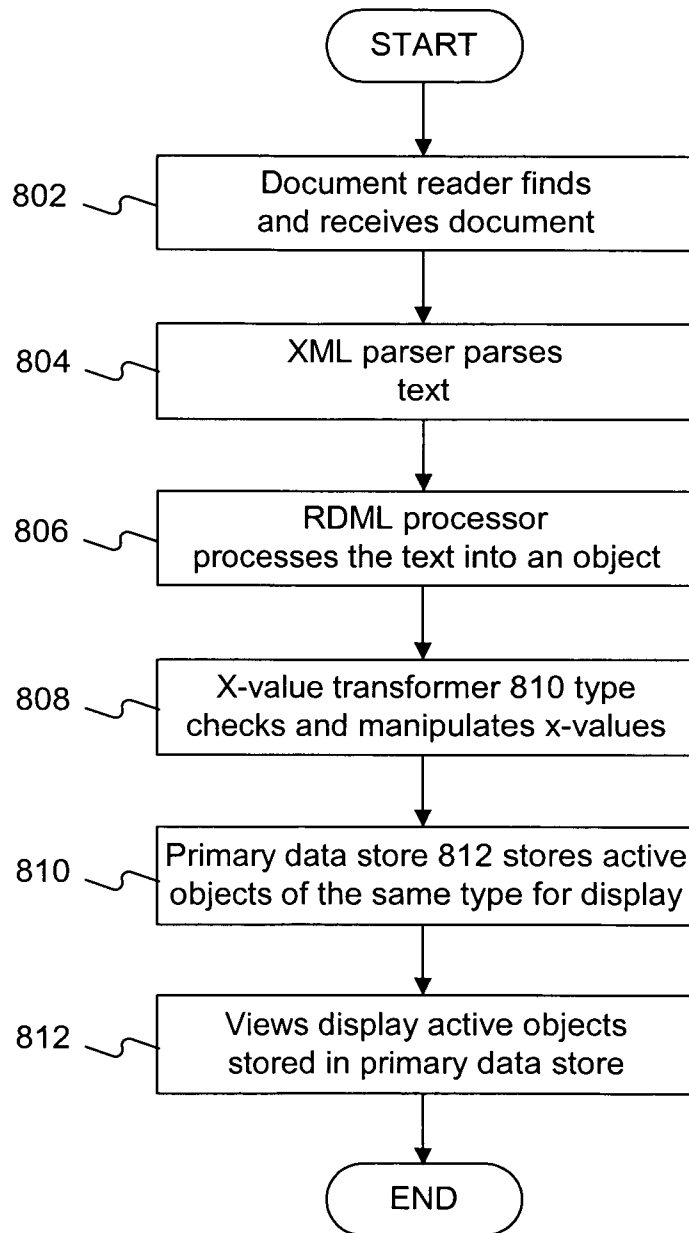 START
802
Document reader finds
and receives document
804
XML parser parses
text
806
RDML processor
processes the text into an object
808
X-value transformer 810 type
checks and manipulates x-values
810
Primary data store 812 stores active
objects of the same type for display
812
Views display active objects
stored in primary data store
END